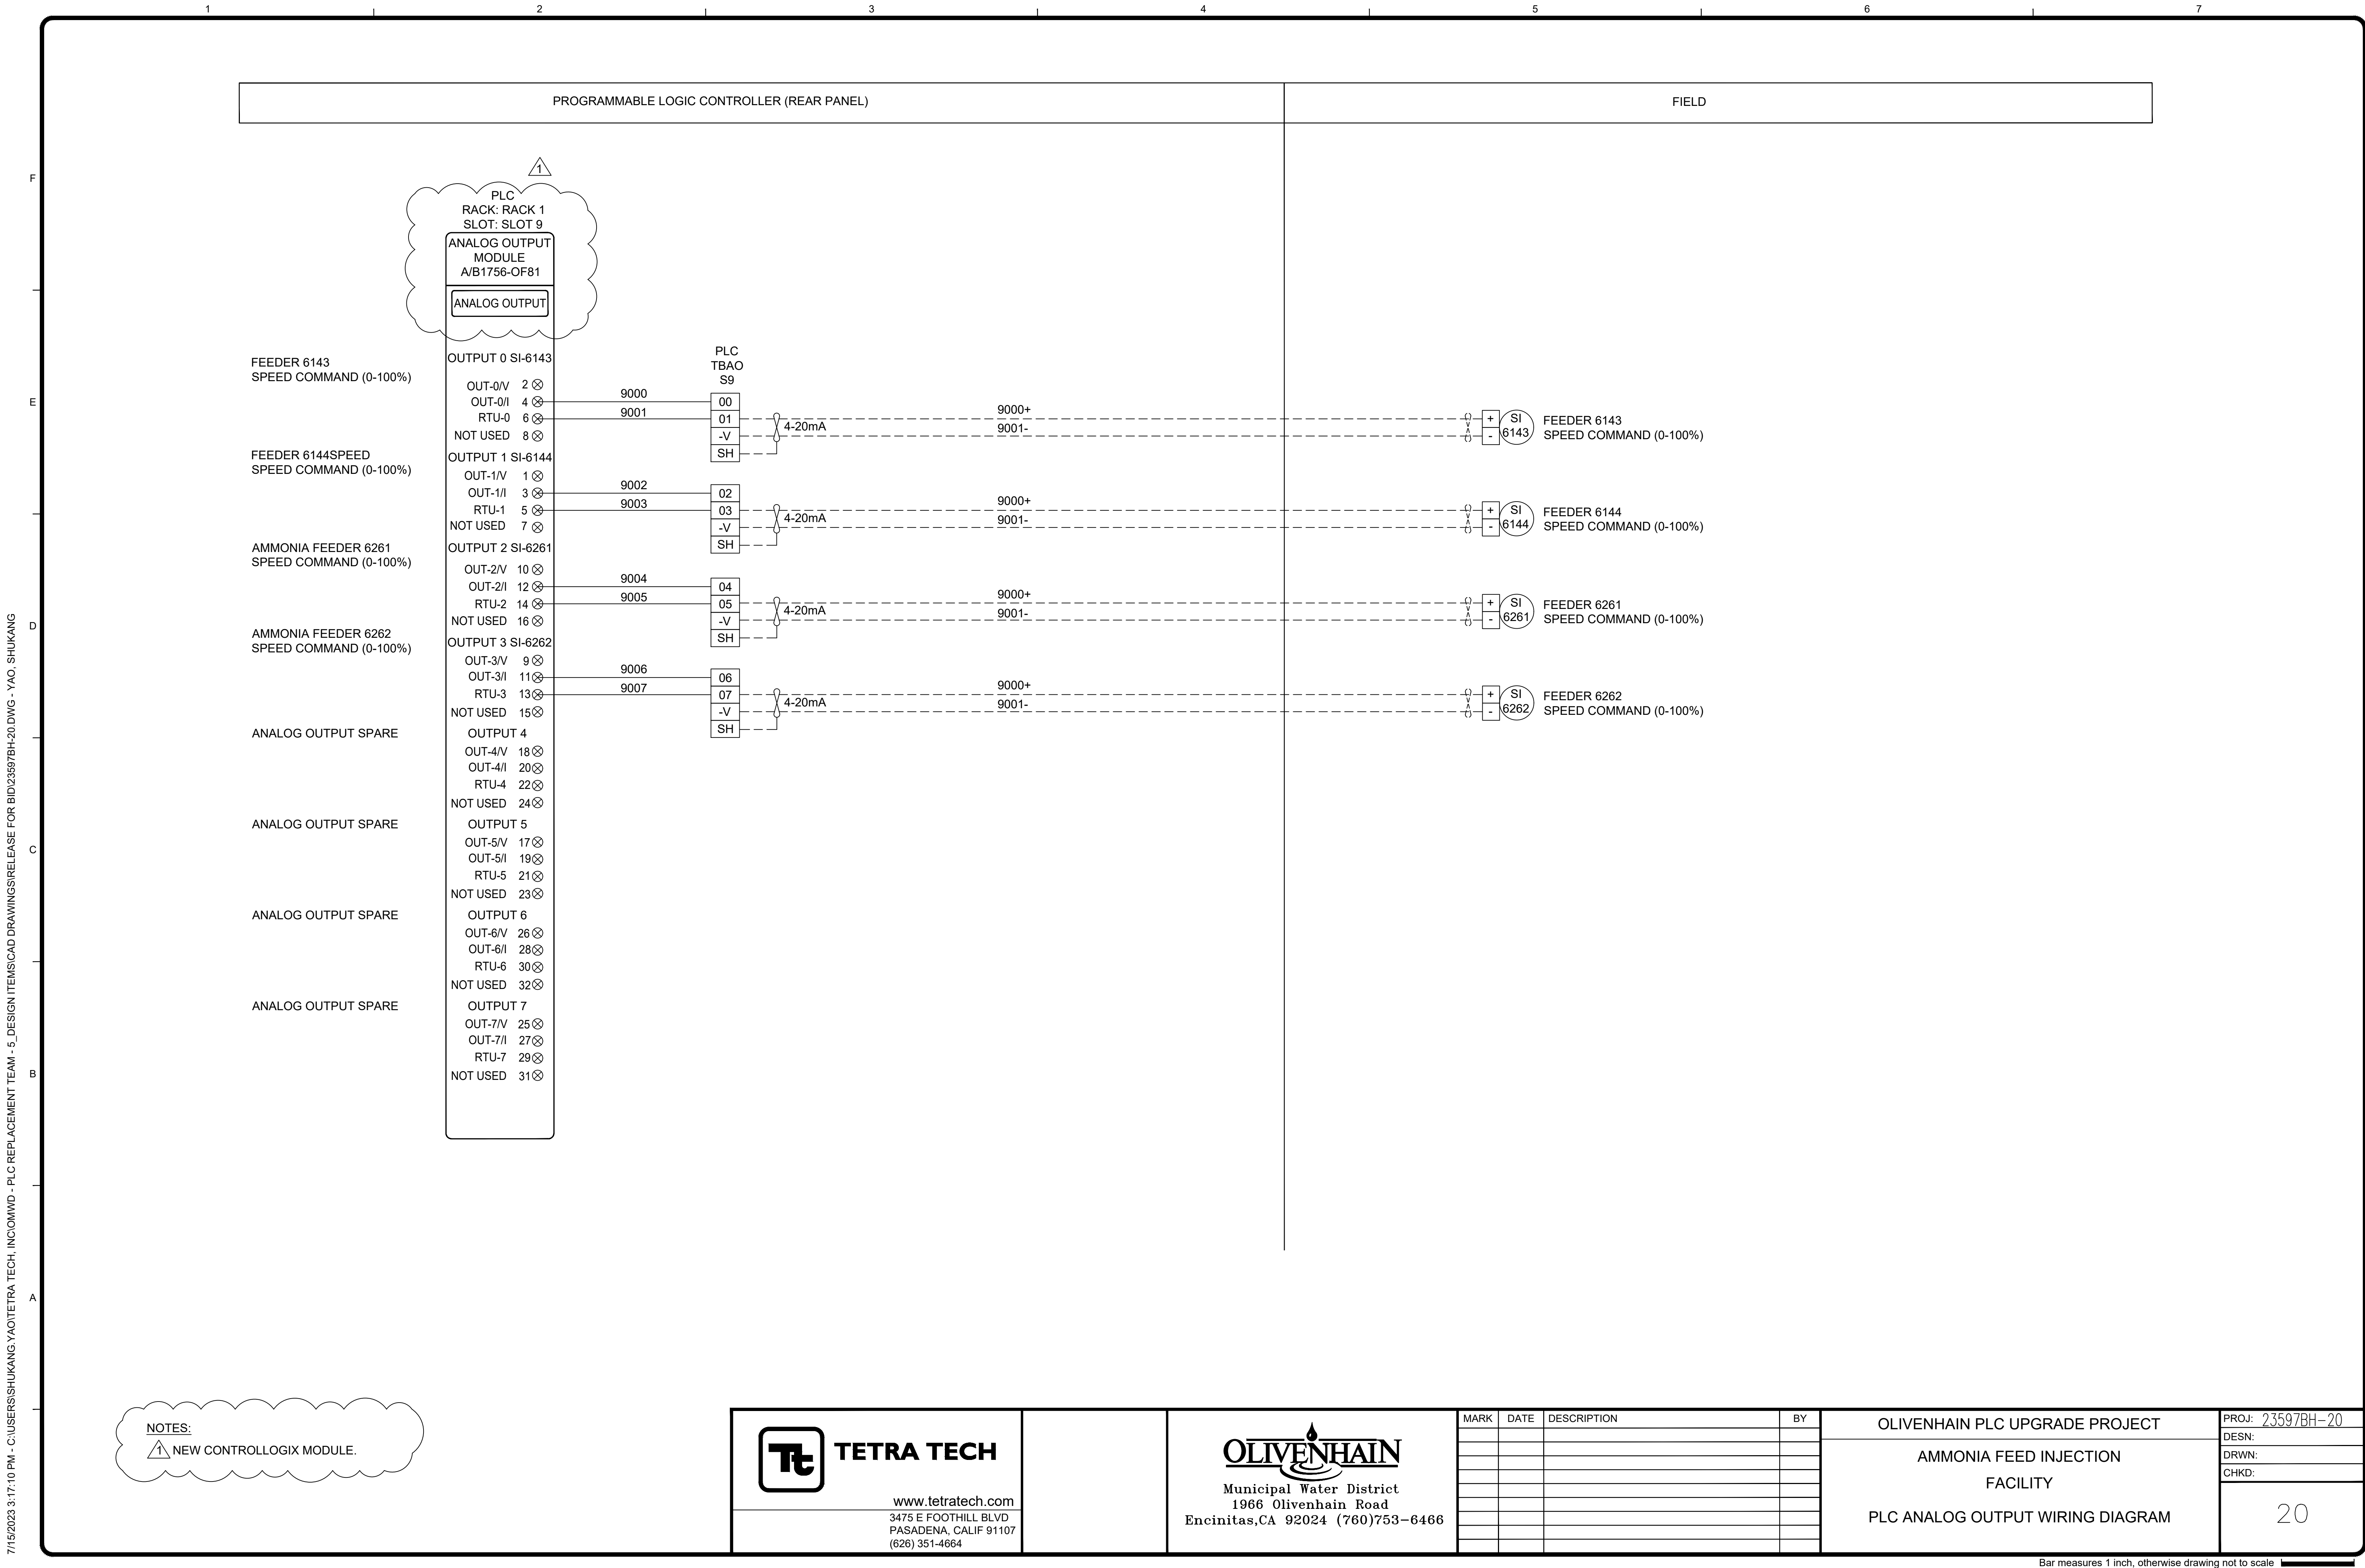 1 2 3 4 5 6 7
PROGRAMMABLE LOGIC CONTROLLER (REAR PANEL)
FIELD
F
E
D
C
B
A
1
PLC
RACK: RACK 1
SLOT: SLOT 9
ANALOG OUTPUT
MODULE
A/B1756-OF81
ANALOG OUTPUT
FEEDER 6143
SPEED COMMAND (0-100%)
OUTPUT 0 SI-6143
OUT-0/V 2
OUT-0/I 4
RTU-0 6
NOT USED 8
FEEDER 6144SPEED
SPEED COMMAND (0-100%)
OUTPUT 1 SI-6144
OUT-1/V 1
OUT-1/I 3
RTU-1 5
NOT USED 7
AMMONIA FEEDER 6261
SPEED COMMAND (0-100%)
OUTPUT 2 SI-6261
OUT-2/V 10
OUT-2/I 12
RTU-2 14
NOT USED 16
AMMONIA FEEDER 6262
SPEED COMMAND (0-100%)
OUTPUT 3 SI-6262
OUT-3/V 9
OUT-3/I 11
RTU-3 13
NOT USED 15
ANALOG OUTPUT SPARE
OUTPUT 4
OUT-4/V 18
OUT-4/I 20
RTU-4 22
NOT USED 24
ANALOG OUTPUT SPARE
OUTPUT 5
OUT-5/V 17
OUT-5/I 19
RTU-5 21
NOT USED 23
ANALOG OUTPUT SPARE
OUTPUT 6
OUT-6/V 26
OUT-6/I 28
RTU-6 30
NOT USED 32
ANALOG OUTPUT SPARE
OUTPUT 7
OUT-7/V 25
OUT-7/I 27
RTU-7 29
NOT USED 31
PLC
TBAO
S9
9000
9001
00
01
-V
SH
4-20mA
9000+
9001-
+
-
SI
6143
FEEDER 6143
SPEED COMMAND (0-100%)
9002
9003
02
03
-V
SH
4-20mA
9000+
9001-
+
-
SI
6144
FEEDER 6144
SPEED COMMAND (0-100%)
9004
9005
04
05
-V
SH
4-20mA
9000+
9001-
+
-
SI
6261
FEEDER 6261
SPEED COMMAND (0-100%)
9006
9007
06
07
-V
SH
4-20mA
9000+
9001-
+
-
SI
6262
FEEDER 6262
SPEED COMMAND (0-100%)
NOTES:
1 NEW CONTROLLOGIX MODULE.
Tt
TETRA TECH
www.tetratech.com
3475 E FOOTHILL BLVD
PASADENA, CALIF 91107
(626) 351-4664
OLIVENHAIN
Municipal Water District
1966 Olivenhain Road
Encinitas,CA 92024 (760)753-6466
MARK DATE DESCRIPTION BY
OLIVENHAIN PLC UPGRADE PROJECT
AMMONIA FEED INJECTION
FACILITY
PLC ANALOG OUTPUT WIRING DIAGRAM
PROJ: 23597BH-20
DESN:
DRWN:
CHKD:
20
Bar measures 1 inch, otherwise drawing not to scale
7/15/2023 3:17:10 PM - C:\USERS\SHUKANG.YAO\TETRA TECH, INC\OMWD - PLC REPLACEMENT TEAM - 5_DESIGN ITEMS\CAD DRAWINGS\RELEASE FOR BID\23597BH-20.DWG - YAO, SHUKANG